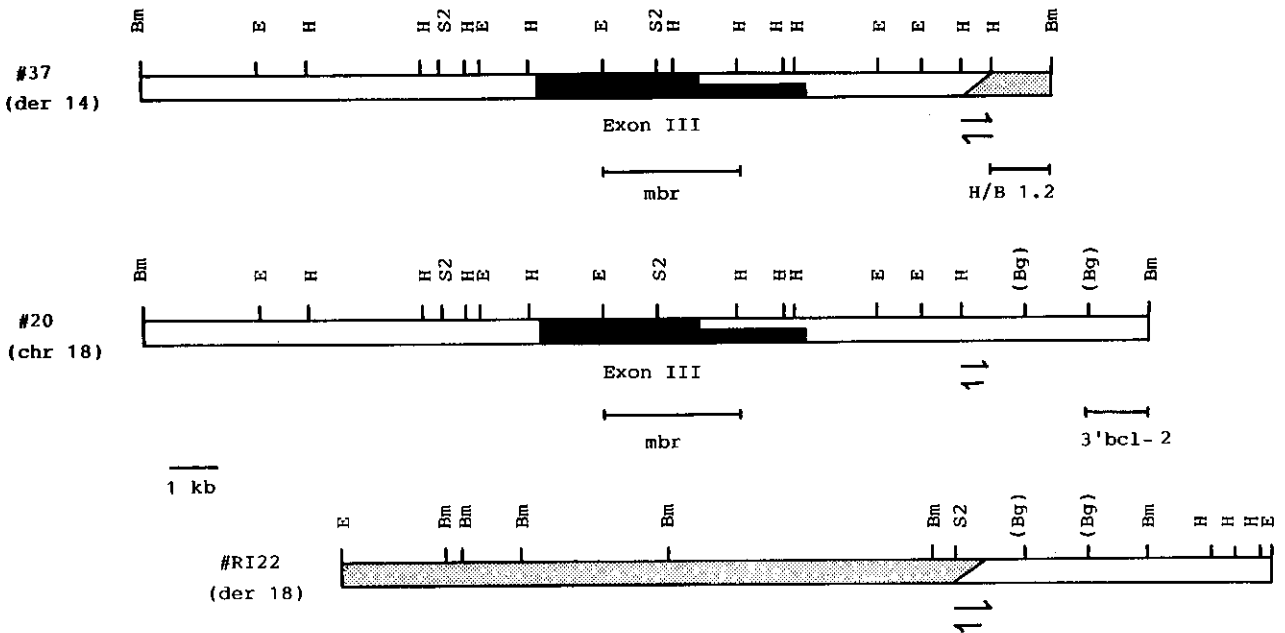 Bm E H H S2 H E H E S2 H H H H E E H H Bm
#37
(der 14)
Exon III
mbr
H/B 1.2
Bm E H H S2 H E H E S2 H H H E E H (Bg) (Bg) Bm
#20
(chr 18)
Exon III
mbr
3'bcl-2
1 kb
E Bm Bm Bm Bm Bm S2 (Bg) (Bg) Bm H H H E
#RI22
(der 18)